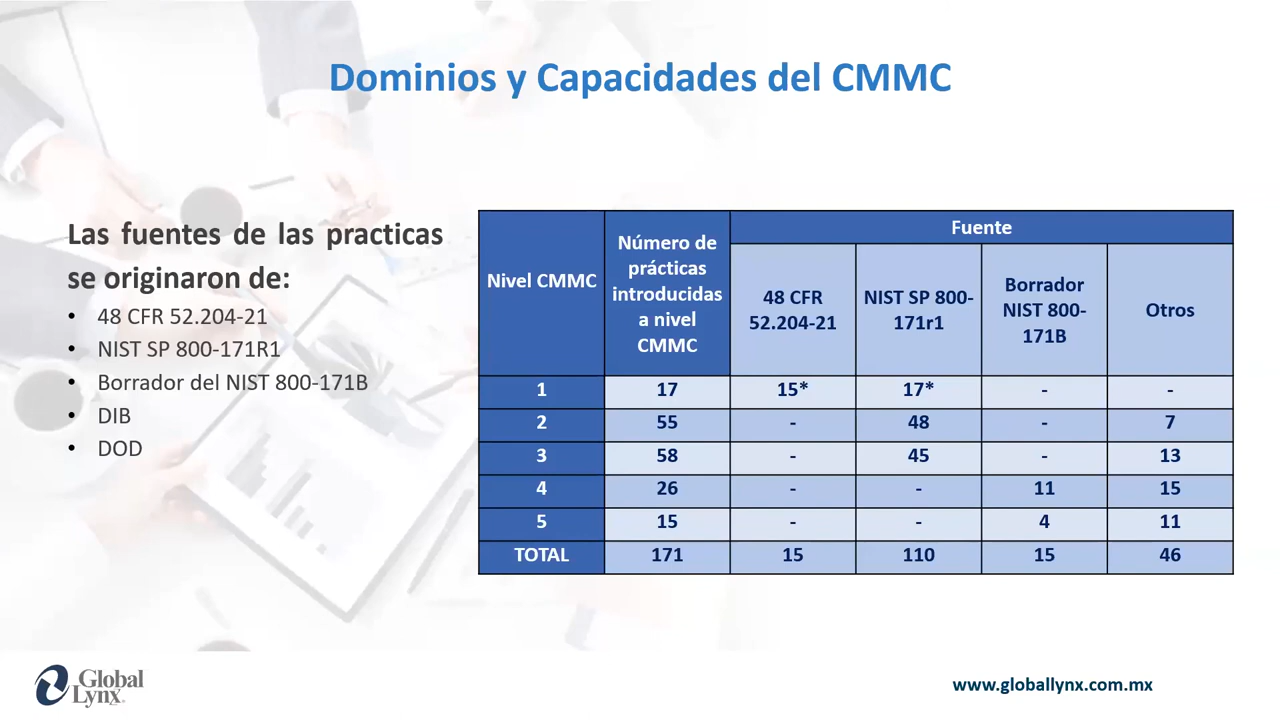 Dominios y Capacidades del CMMC
Las fuentes de las practicas
se originaron de:
• 48 CFR 52.204-21
• NIST SP 800-171R1
• Borrador del NIST 800-171B
• DIB
• DOD
Nivel CMMC
Número de
prácticas
introducidas
a nivel
CMMC
Fuente
48 CFR
52.204-21
NIST SP 800-
171r1
Borrador
NIST 800-
171B
Otros
1 17 15* 17* - -
2 55 - 48 - 7
3 58 - 45 - 13
4 26 - - 11 15
5 15 - - 4 11
TOTAL 171 15 110 15 46
Global
Lynx
www.globallynx.com.mx